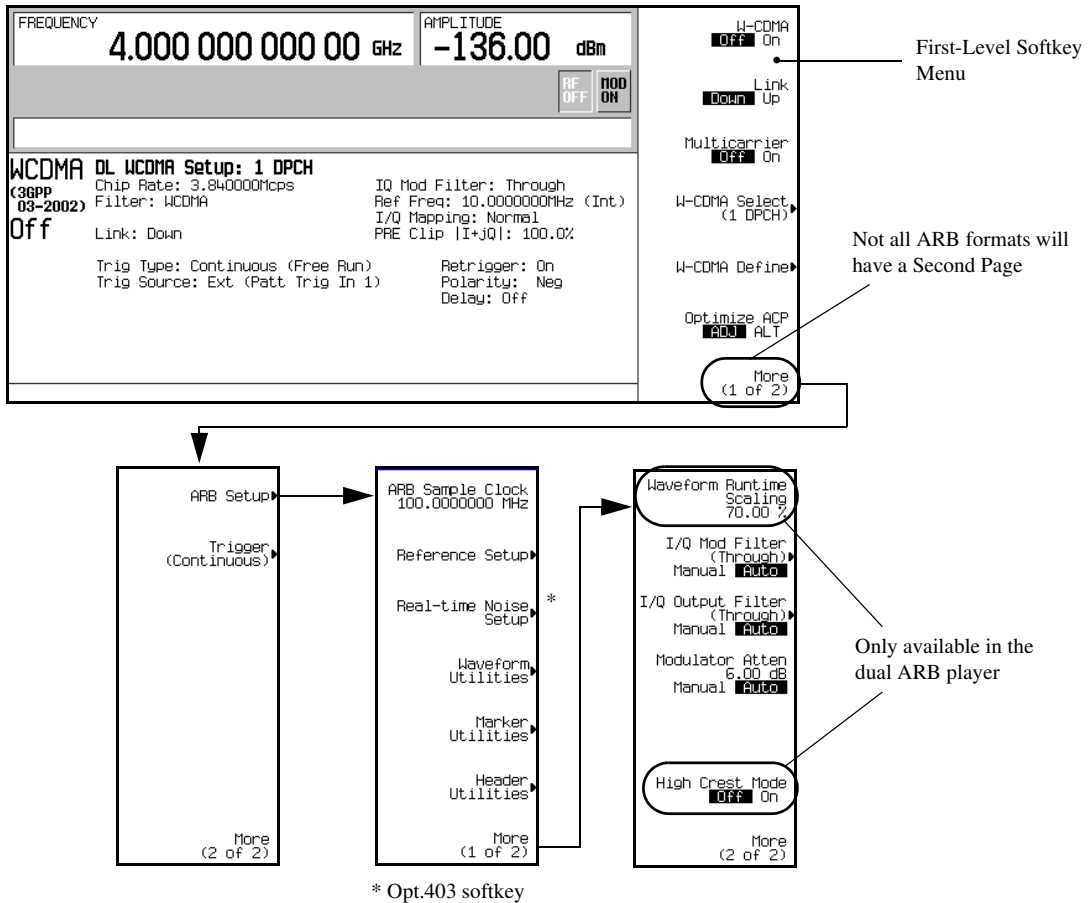 FREQUENCY
4.000 000 000 00 GHz
AMPLITUDE
-136.00 dBm
RF
OFF
MOD
ON
WCDMA
(3GPP
03-2002)
Off
DL WCDMA Setup: 1 DPCH
Chip Rate: 3.840000Mcps
Filter: WCDMA
Link: Down
IQ Mod Filter: Through
Ref Freq: 10.0000000MHz (Int)
I/Q Mapping: Normal
PRE Clip |I+jQ|: 100.0%
Trig Type: Continuous (Free Run)
Trig Source: Ext (Patt Trig In 1)
Retrigger: On
Polarity: Neg
Delay: Off
W-CDMA
Off On
Link
Down Up
Multicarrier
Off On
W-CDMA Select
(1 DPCH)
W-CDMA Define
Optimize ACP
ADJ ALT
More
(1 of 2)
First-Level Softkey
Menu
Not all ARB formats will
have a Second Page
ARB Setup
Trigger
(Continuous)
More
(2 of 2)
ARB Sample Clock
100.0000000 MHz
Reference Setup
Real-time Noise
Setup
*
Waveform
Utilities
Marker
Utilities
Header
Utilities
More
(1 of 2)
* Opt.403 softkey
Waveform Runtime
Scaling
70.00 %
I/Q Mod Filter
(Through)
Manual Auto
I/Q Output Filter
(Through)
Manual Auto
Modulator Atten
6.00 dB
Manual Auto
High Crest Mode
Off On
More
(2 of 2)
Only available in the
dual ARB player